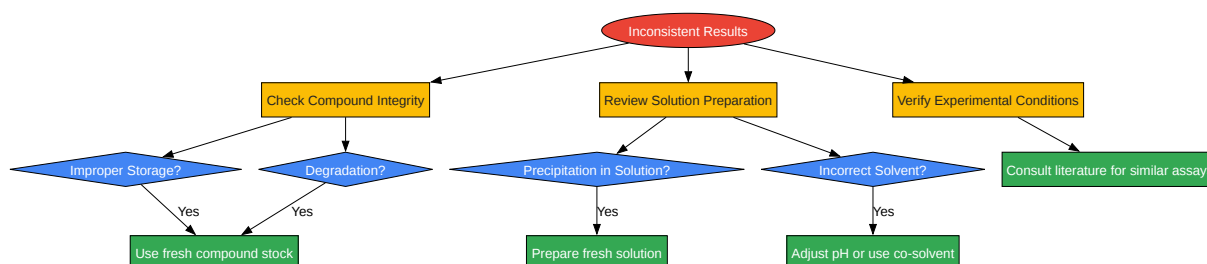 Inconsistent Results
Check Compound Integrity
Review Solution Preparation
Verify Experimental Conditions
Improper Storage?
Degradation?
Precipitation in Solution?
Incorrect Solvent?
Consult literature for similar assay
Yes
Yes
Yes
Yes
Use fresh compound stock
Prepare fresh solution
Adjust pH or use co-solvent